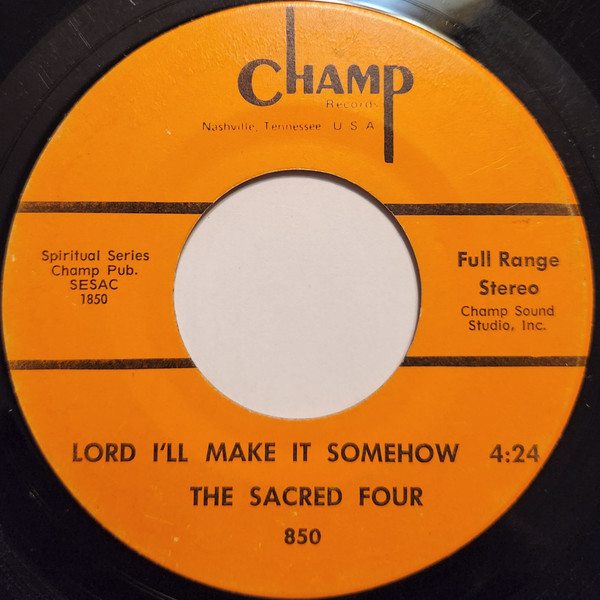 CHAMP
Records
Nashville, Tennessee U S A
Spiritual Series
Champ Pub.
SESAC
1850
Full Range
Stereo
Champ Sound
Studio, Inc.
LORD I'LL MAKE IT SOMEHOW 4:24
THE SACRED FOUR
850